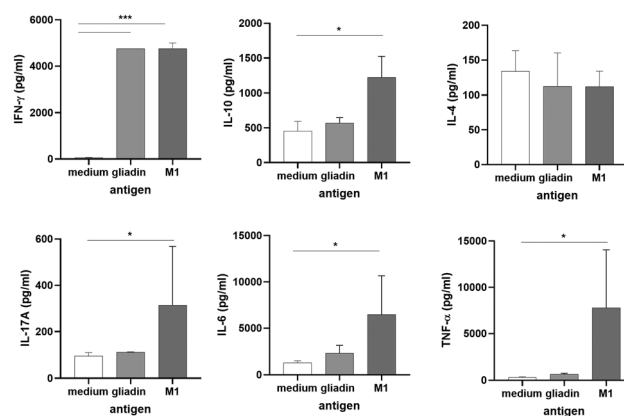 ***
6000
4000
2000
0
IFN-γ (pg/ml)
medium gliadin M1
antigen
*
2000
1500
1000
500
0
IL-10 (pg/ml)
medium gliadin M1
antigen
200
150
100
50
0
IL-4 (pg/ml)
medium gliadin M1
antigen
*
600
400
200
0
IL-17A (pg/ml)
medium gliadin M1
antigen
*
15000
10000
5000
0
IL-6 (pg/ml)
medium gliadin M1
antigen
*
15000
10000
5000
0
TNF-α (pg/ml)
medium gliadin M1
antigen